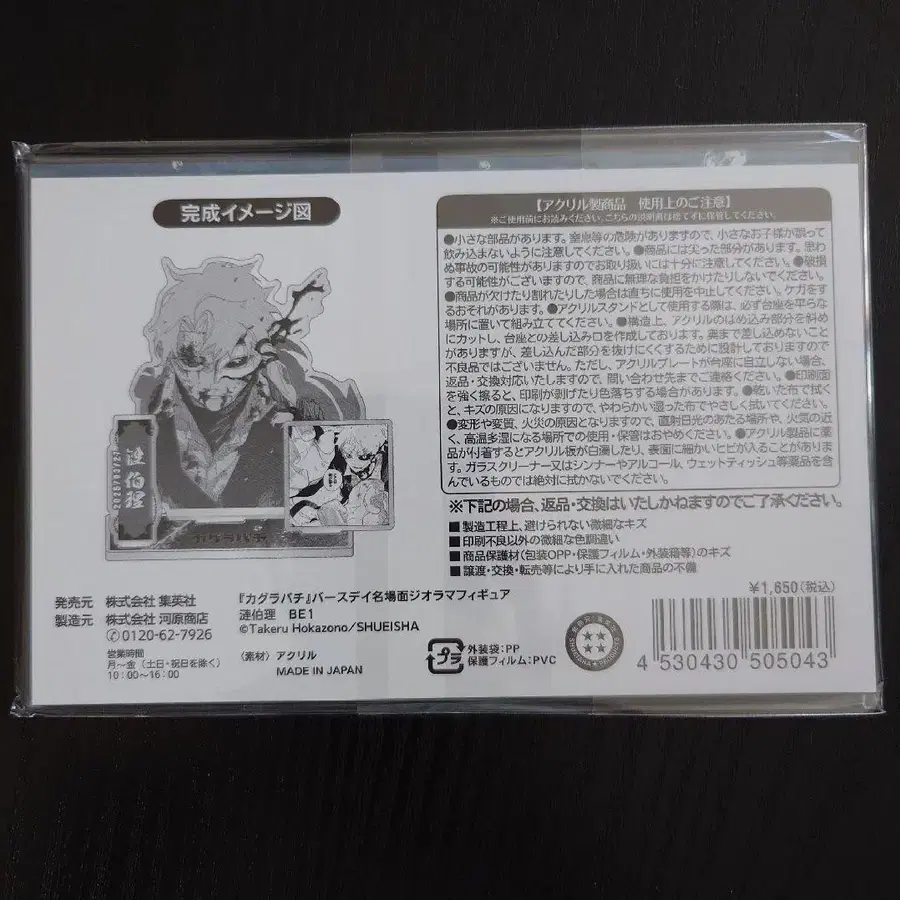 完成イメージ図
漣伯理
カグラバチ
【アクリル製商品 使用上のご注意】
※ご使用前にお読みください。こちらの説明書は捨てずに保管してください。
●小さな部品があります。窒息等の危険がありますので、小さなお子様が誤って
飲み込まないように注意してください。●商品には尖った部分があります。思わ
ぬ事故の可能性がありますのでお取り扱いには十分に注意してください。●破損
する可能性がございますので、商品に無理な負担をかけたりしないでください。
●商品が欠けたり割れたりした場合は直ちに使用を中止してください。ケガをす
るおそれがあります。●アクリルスタンドとして使用する際は、必ず台座を平らな
場所に置いて組み立ててください。●構造上、アクリルのはめ込み部分を斜め
にカットし、台座との差し込み口を作成しております。奥まで差し込めないこと
がありますが、差し込んだ部分を抜けにくくするために設計しておりますので
不良品ではございません。ただし、アクリルプレートが台座に自立しない場合、
返品・交換対応いたしますので、問い合わせ先までご連絡ください。●印刷面
を強く擦ると、印刷が剥げたり色落ちする場合があります。●乾いた布で拭く
と、キズの原因になりますので、やわらかい湿った布でやさしく拭いてください。
●変形や変質、火災の原因となりますので、直射日光のあたる場所や、火気の近
く、高温多湿になる場所での使用・保管はおやめください。●アクリル製品に薬
品が付着するとアクリル板が白濁したり、表面に細かいヒビが入ることがありま
す。ガラスクリーナー又はシンナーやアルコール、ウェットティッシュ等薬品を含
んでいるものでは絶対に拭かないでください。
※下記の場合、返品・交換はいたしかねますのでご了承ください。
■製造工程上、避けられない微細なキズ
■印刷不良以外の微細な色調違い
■商品保護材(包装OPP・保護フィルム・外装箱等)のキズ
■譲渡・交換・転売等により手に入れた商品の不備
¥1,650(税込)
発売元 株式会社 集英社
製造元 株式会社 河原商店
0120-62-7926
営業時間
月〜金(土日・祝日を除く)
10:00〜16:00
『カグラバチ』バースデイ名場面ジオラマフィギュア
漣伯理 BE1
©Takeru Hokazono/SHUEISHA
〈素材〉アクリル
MADE IN JAPAN
プラ
外装袋:PP
保護フィルム:PVC
4 530430 505043